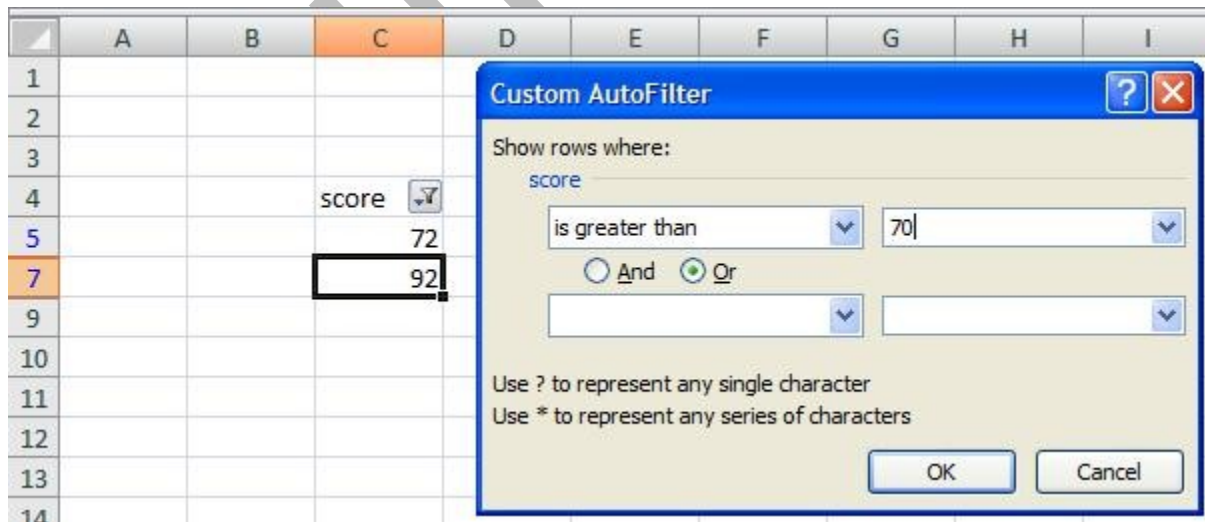 A B C D E F G H I
1
2
3
4 score
5 72
7 92
9
10
11
12
13
14
Custom AutoFilter ?
Show rows where:
score
is greater than 70
And Or
Use ? to represent any single character
Use * to represent any series of characters
OK Cancel